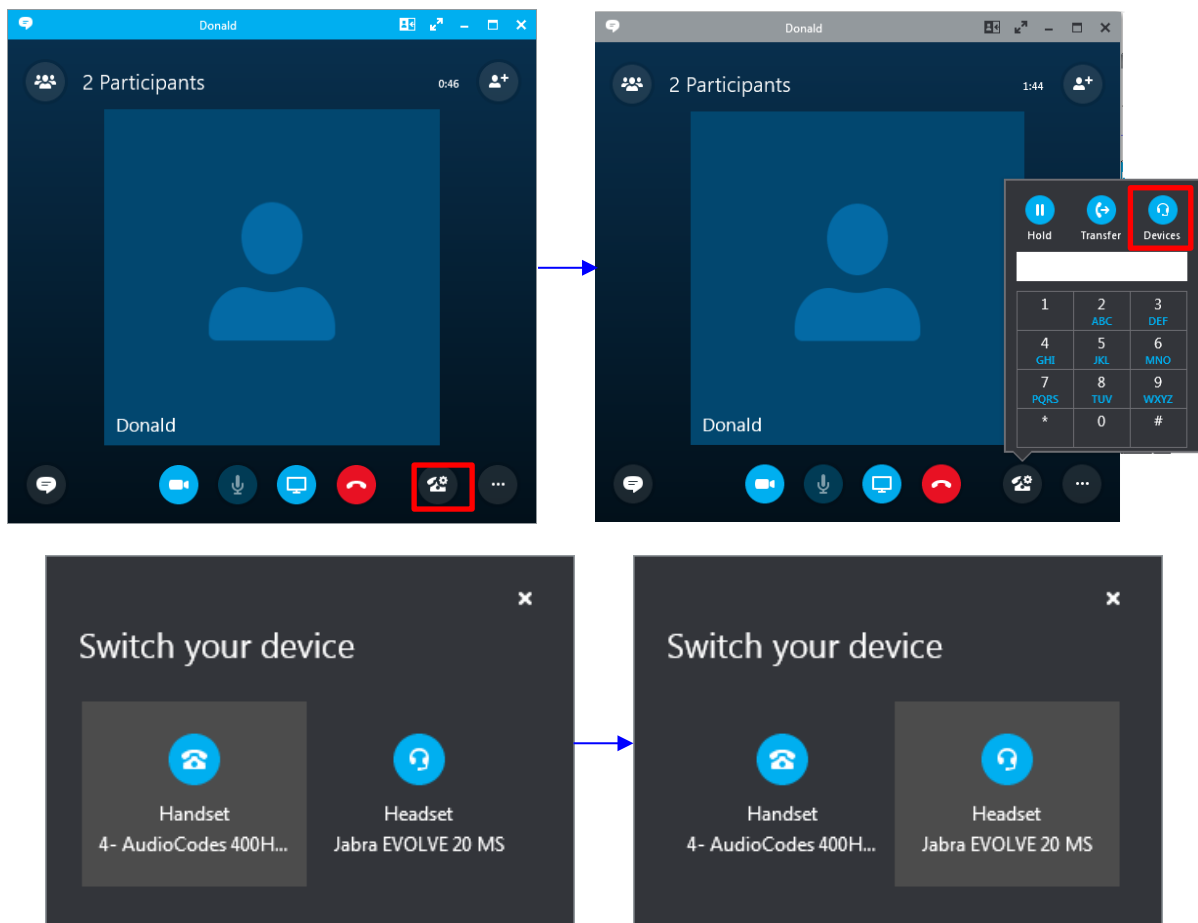 Donald
2 Participants
0:46
Donald
Donald
2 Participants
1:44
Hold Transfer Devices
1 2 3
ABC DEF
4 5 6
GHI JKL MNO
7 8 9
PQRS TUV WXYZ
* 0 #
Donald
Switch your device
Handset Headset
4- AudioCodes 400H... Jabra EVOLVE 20 MS
Switch your device
Handset Headset
4- AudioCodes 400H... Jabra EVOLVE 20 MS